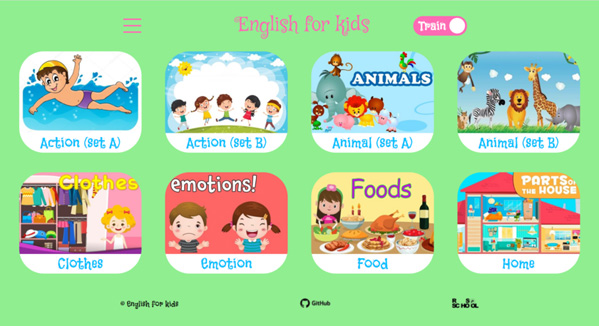 English for kids
Train
ANIMALS
Action (set A)
Action (set B)
Animal (set A)
Animal (set B)
Clothes
emotions!
Foods
PARTS OF
THE HOUSE
Clothes
Emotion
Food
Home
© English for kids
GitHub
RS
SCHOOL